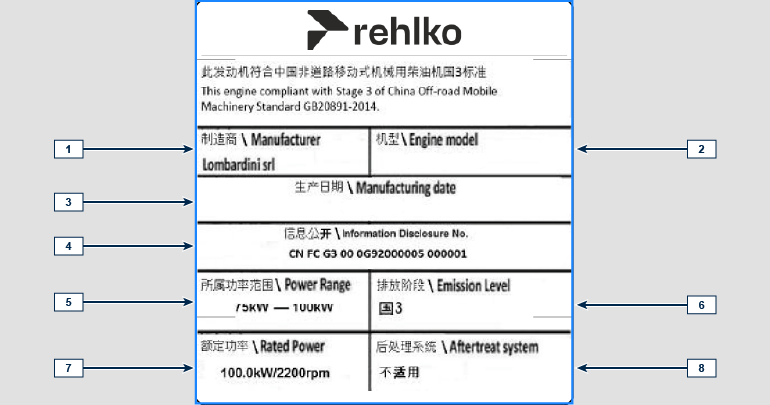 rehlko
此发动机符合中国非道路移动式机械用柴油机国3标准
This engine compliant with Stage 3 of China Off-road Mobile
Machinery Standard GB20891-2014.
1
制造商 \ Manufacturer
机型 \ Engine model
2
Lombardini srl
3
生产日期 \ Manufacturing date
4
信息公开 \ Information Disclosure No.
CN FC G3 00 0G92000005 000001
5
所属功率范围 \ Power Range
排放阶段 \ Emission Level
6
75kW — 100kW
国3
7
额定功率 \ Rated Power
后处理系统 \ Aftertreat system
8
100.0kW/2200rpm
不适用